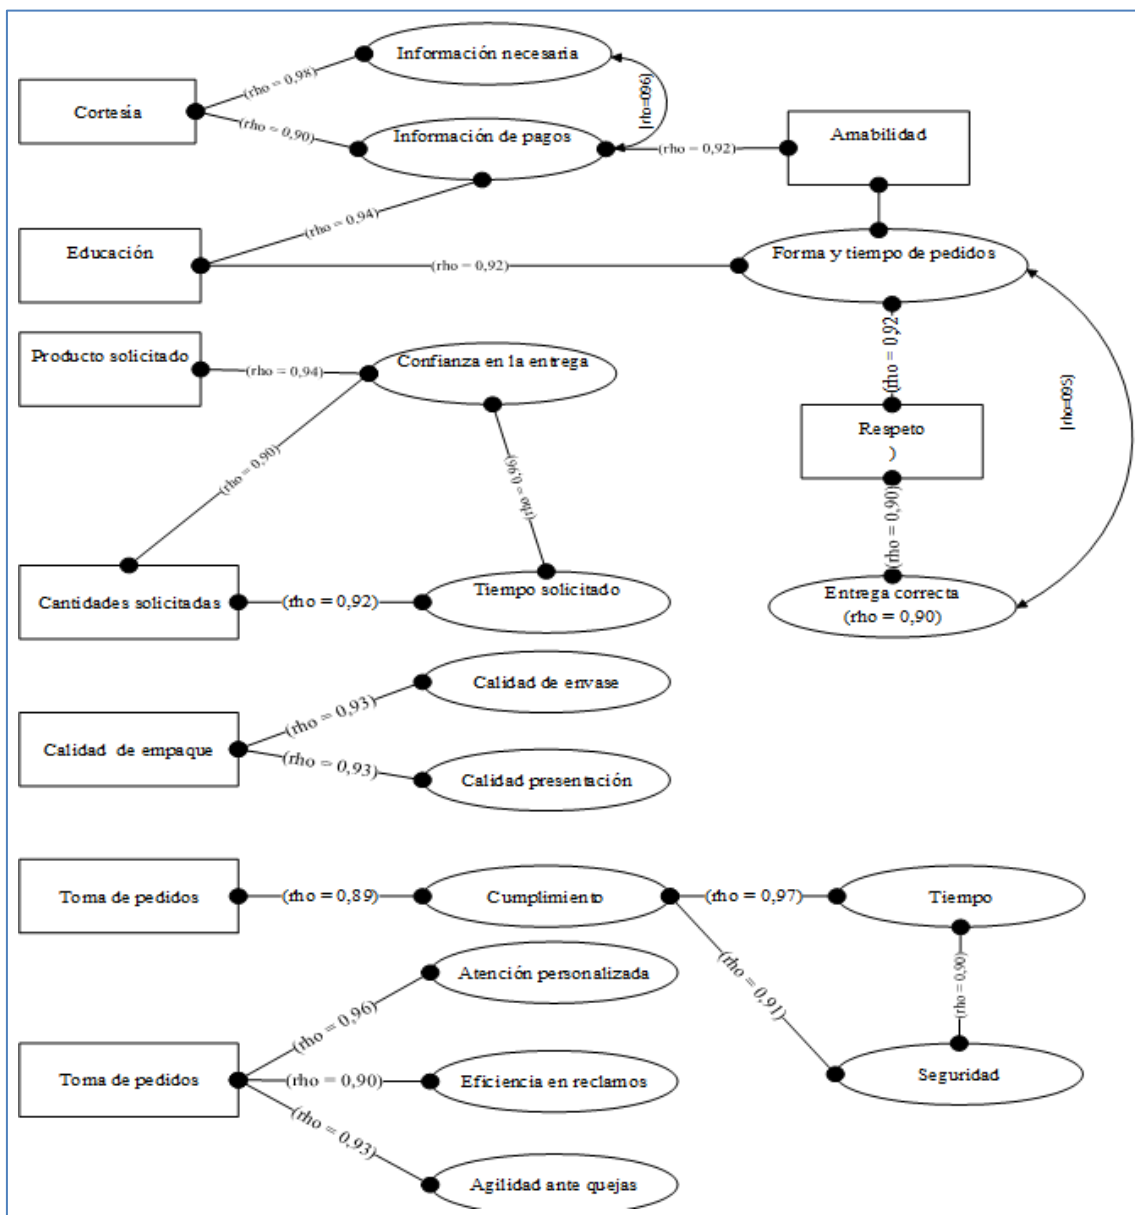 Información necesaria
(rho = 0,98)
|rho=096|
Cortesía
(rho = 0,90)
Información de pagos
(rho = 0,92)
Amabilidad
(rho = 0,94)
Educación
(rho = 0,92)
Forma y tiempo de pedidos
(rho = 0,92
Producto solicitado
(rho = 0,94)
Confianza en la entrega
|rho=095|
Respeto
)
(rho = 0,90)
(rho = 0,96)
(rho = 0,90)
Cantidades solicitadas
(rho = 0,92)
Tiempo solicitado
Entrega correcta
(rho = 0,90)
Calidad de envase
(rho = 0,93)
Calidad de empaque
(rho = 0,93)
Calidad presentación
Toma de pedidos
(rho = 0,89)
Cumplimiento
(rho = 0,97)
Tiempo
(rho = 0,91)
(rho = 0,90)
Atención personalizada
(rho = 0,96)
Toma de pedidos
(rho = 0,90)
Eficiencia en reclamos
Seguridad
(rho = 0,93)
Agilidad ante quejas